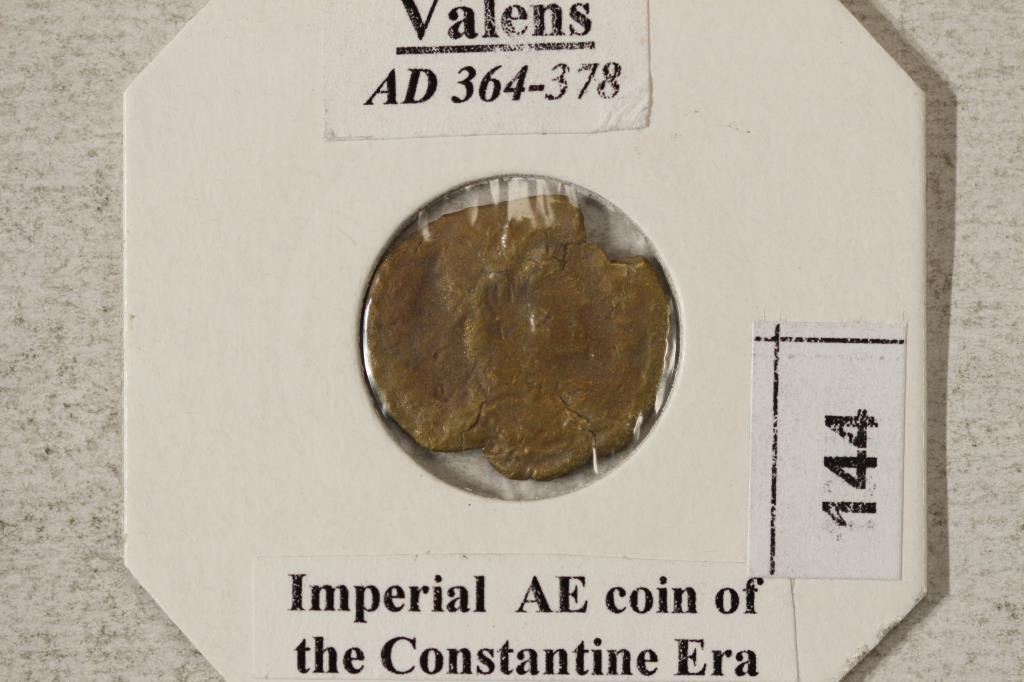 Valens
AD 364-378
144
Imperial AE coin of
the Constantine Era